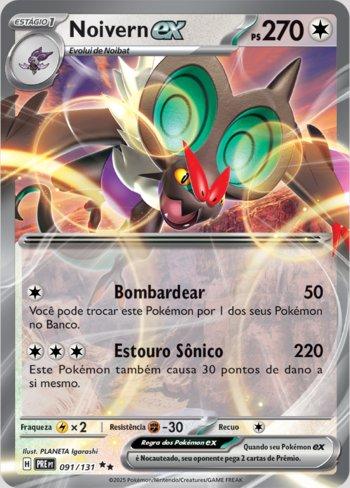 ESTÁGIO 1
Noivern ex
PS 270
Evolui de Noibat
Bombardear 50
Você pode trocar este Pokémon por 1 dos seus Pokémon
no Banco.
Estouro Sônico 220
Este Pokémon também causa 30 pontos de dano a
si mesmo.
Fraqueza ×2 Resistência -30 Recuo
Regra dos Pokémon ex
Quando seu Pokémon ex
é Nocauteado, seu oponente pega 2 cartas de Prêmio.
Ilust. PLANETA Igarashi
H PRE PT 091/131
©2025 Pokémon/Nintendo/Creatures/GAME FREAK